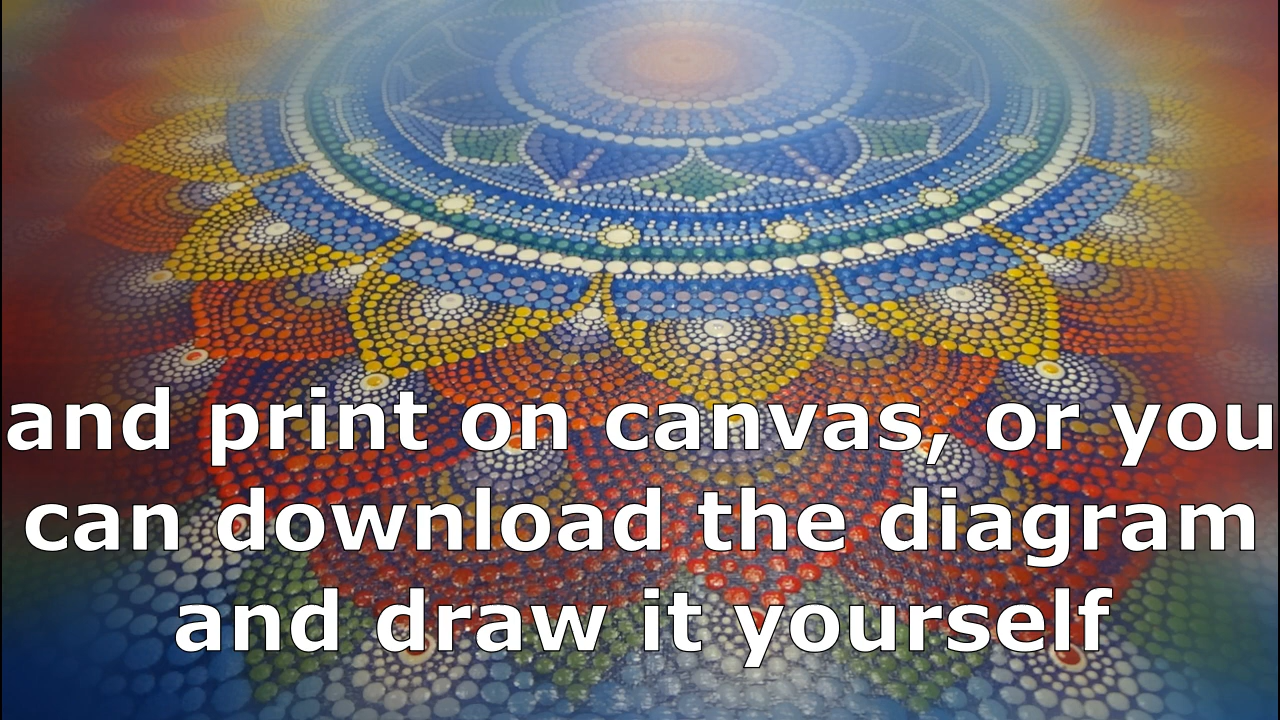 and print on canvas, or you
can download the diagram
and draw it yourself